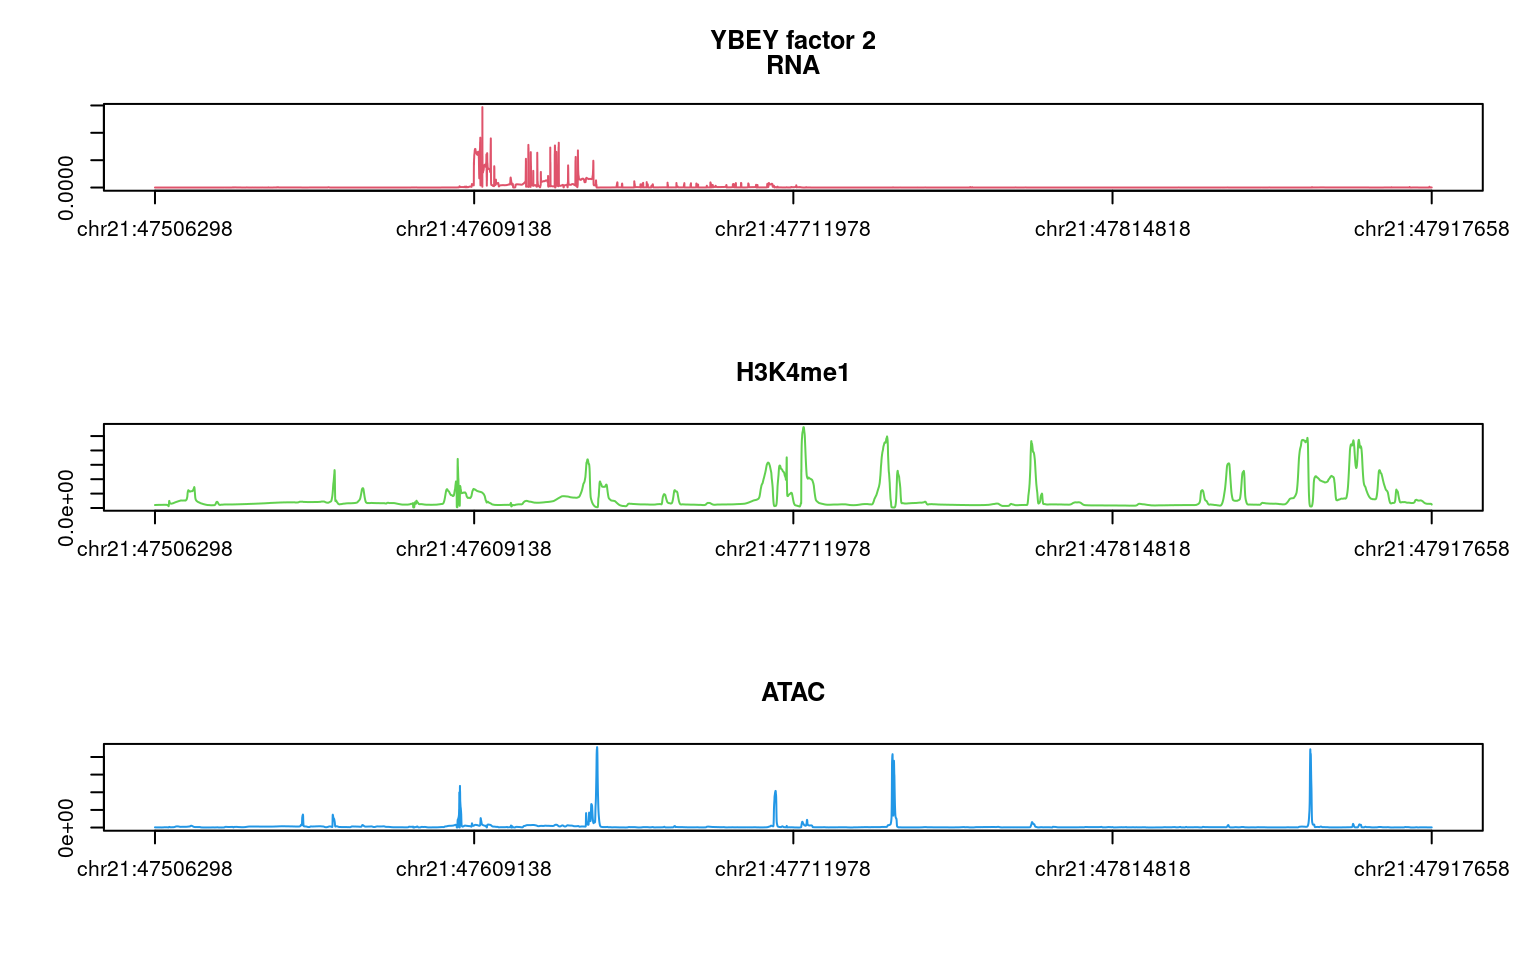 YBEY factor 2
RNA
0.0000
chr21:47506298 chr21:47609138 chr21:47711978 chr21:47814818 chr21:47917658
H3K4me1
0.0e+00
chr21:47506298 chr21:47609138 chr21:47711978 chr21:47814818 chr21:47917658
ATAC
0e+00
chr21:47506298 chr21:47609138 chr21:47711978 chr21:47814818 chr21:47917658